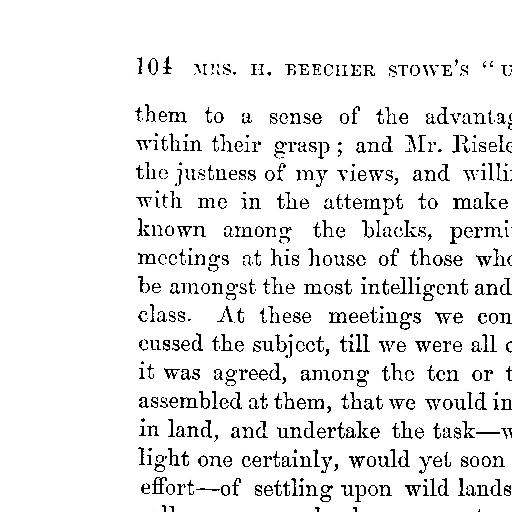 104 MRS. H. BEECHER STOWE'S "U
them to a sense of the advantag
within their grasp; and Mr. Risele
the justness of my views, and willi
with me in the attempt to make
known among the blacks, permi
meetings at his house of those who
be amongst the most intelligent and
class. At these meetings we con
cussed the subject, till we were all
it was agreed, among the ten or t
assembled at them, that we would in
in land, and undertake the task—w
light one certainly, would yet soon
effort—of settling upon wild lands